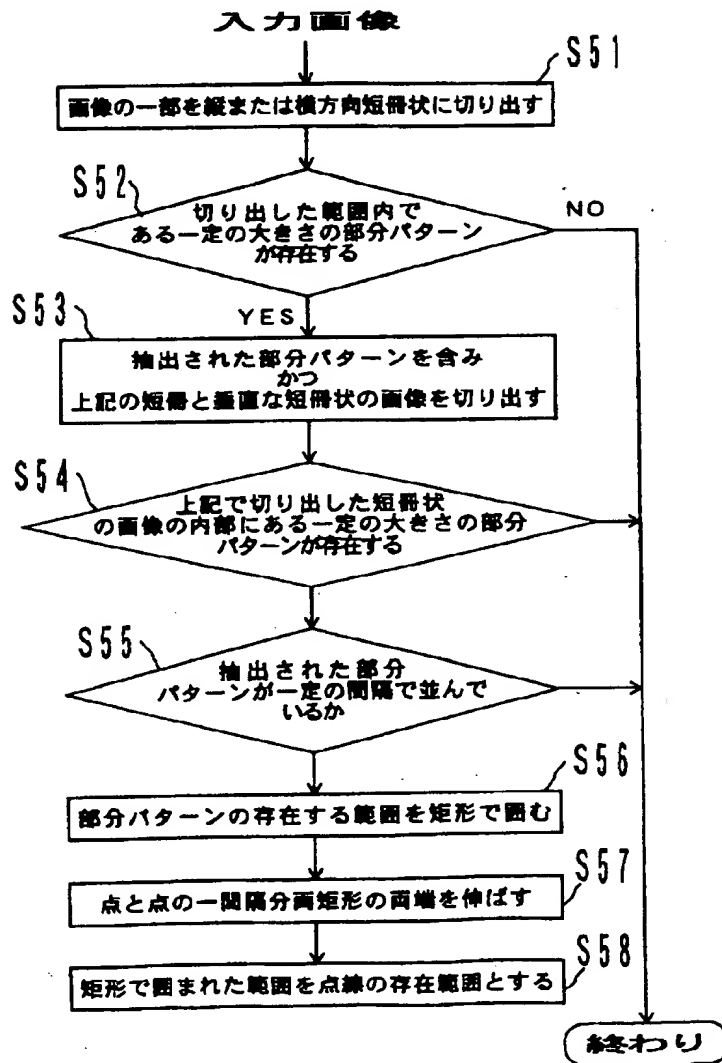 入力画像
S51
画像の一部を縦または横方向短冊状に切り出す
S52
切り出した範囲内で
ある一定の大きさの部分パターン
が存在する
NO
YES
S53
抽出された部分パターンを含み
かつ
上記の短冊と垂直な短冊状の画像を切り出す
S54
上記で切り出した短冊状
の画像の内部にある一定の大きさの部分
パターンが存在する
S55
抽出された部分
パターンが一定の間隔で並んで
いるか
S56
部分パターンの存在する範囲を矩形で囲む
S57
点と点の一間隔分両矩形の両端を伸ばす
S58
矩形で囲まれた範囲を点線の存在範囲とする
終わり